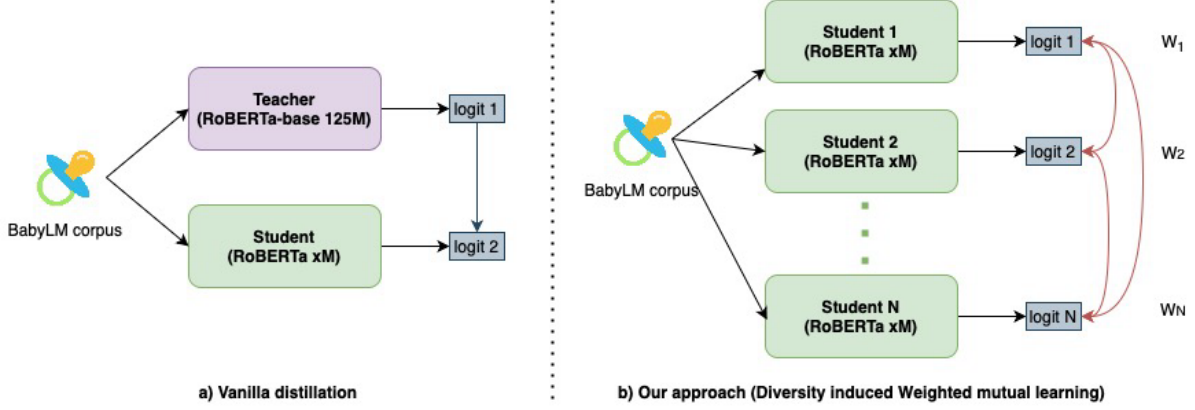 Teacher
(RoBERTa-base 125M)
logit 1
BabyLM corpus
Student
(RoBERTa xM)
logit 2
a) Vanilla distillation
Student 1
(RoBERTa xM)
logit 1
W1
Student 2
(RoBERTa xM)
logit 2
W2
BabyLM corpus
Student N
(RoBERTa xM)
logit N
WN
b) Our approach (Diversity induced Weighted mutual learning)